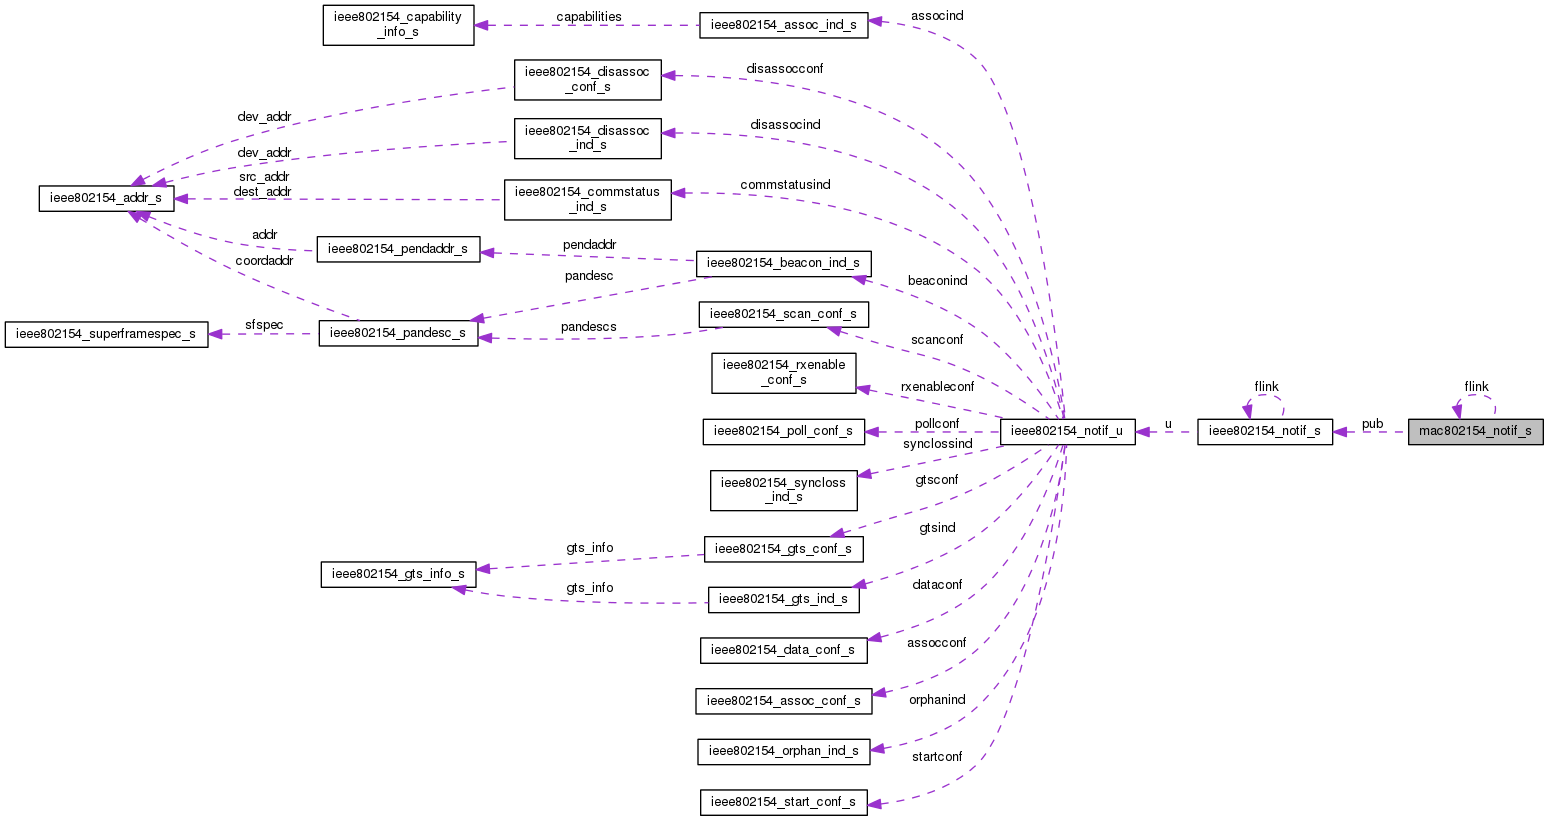 ieee802154_capability
_info_s
capabilities
ieee802154_assoc_ind_s
assocind
ieee802154_disassoc
_conf_s
disassocconf
dev_addr
ieee802154_disassoc
_ind_s
disassocind
dev_addr
src_addr
dest_addr
ieee802154_addr_s
ieee802154_commstatus
_ind_s
commstatusind
addr
ieee802154_pendaddr_s
pendaddr
coordaddr
pandesc
ieee802154_beacon_ind_s
beaconind
ieee802154_superframespec_s
sfspec
ieee802154_pandesc_s
pandescs
ieee802154_scan_conf_s
scanconf
ieee802154_rxenable
_conf_s
rxenableconf
ieee802154_poll_conf_s
pollconf
ieee802154_notif_u
u
flink
ieee802154_notif_s
pub
flink
mac802154_notif_s
ieee802154_syncloss
_ind_s
synclossind
gtsconf
ieee802154_gts_info_s
gts_info
ieee802154_gts_conf_s
gtsind
gts_info
ieee802154_gts_ind_s
dataconf
ieee802154_data_conf_s
assocconf
ieee802154_assoc_conf_s
orphanind
ieee802154_orphan_ind_s
startconf
ieee802154_start_conf_s